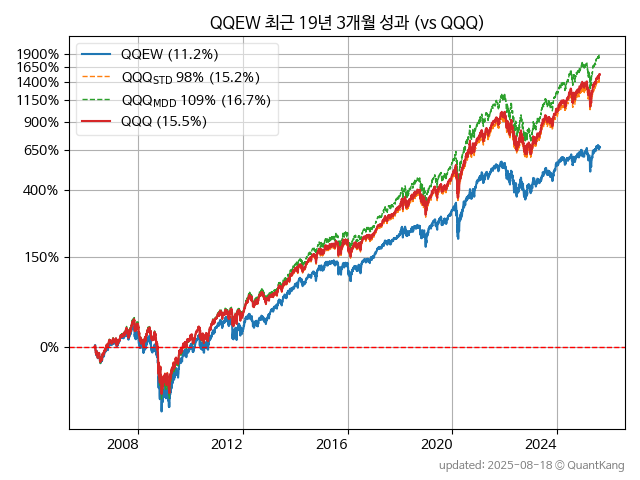 QQEW 최근 19년 3개월 성과 (vs QQQ)
1900%
1650%
1400%
1150%
900%
650%
400%
150%
0%
QQEW (11.2%)
QQQSTD 98% (15.2%)
QQQMDD 109% (16.7%)
QQQ (15.5%)
2008 2012 2016 2020 2024
updated: 2025-08-18 © QuantKang